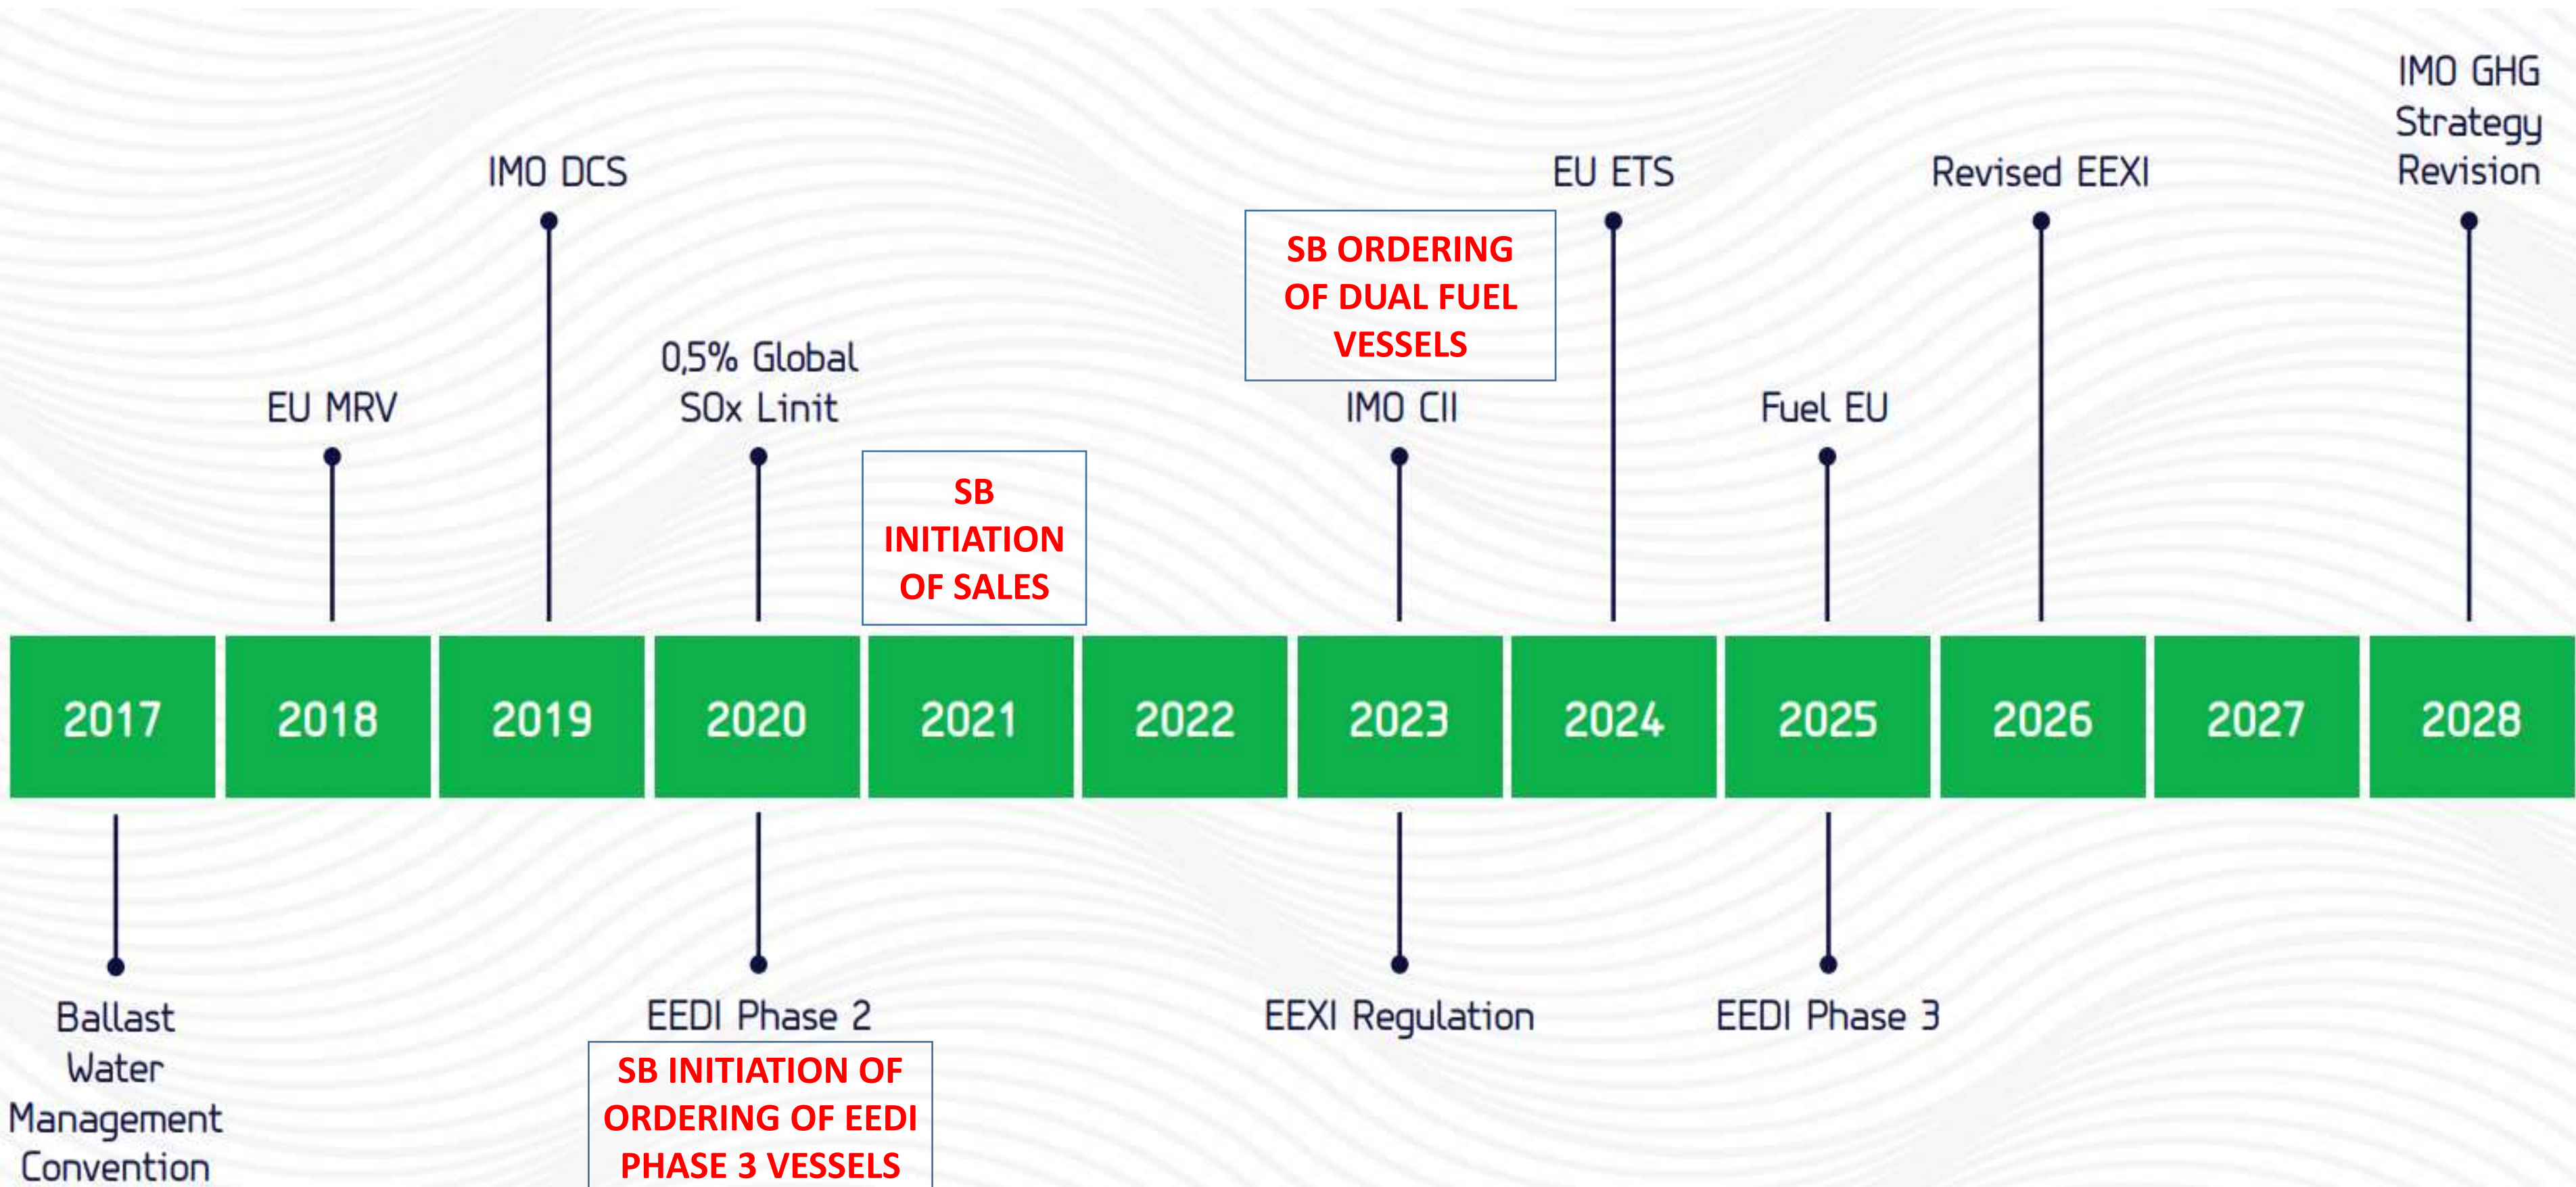 IMO GHG
Strategy
Revision
IMO DCS
EU ETS
Revised EEXI
SB ORDERING
OF DUAL FUEL
VESSELS
0,5% Global
SOx Linit
EU MRV
IMO CII
Fuel EU
SB
INITIATION
OF SALES
2017
2018
2019
2020
2021
2022
2023
2024
2025
2026
2027
2028
Ballast
Water
Management
Convention
EEDI Phase 2
SB INITIATION OF
ORDERING OF EEDI
PHASE 3 VESSELS
EEXI Regulation
EEDI Phase 3